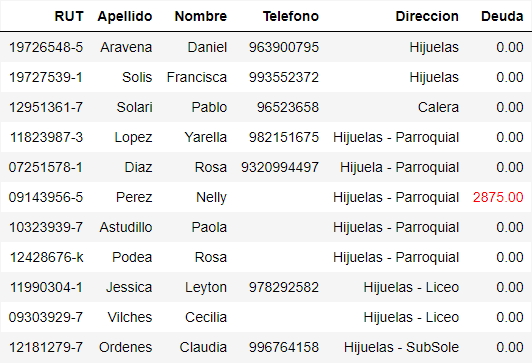 RUT Apellido Nombre Telefono Direccion Deuda
19726548-5 Aravena Daniel 963900795 Hijuelas 0.00
19727539-1 Solis Francisca 993552372 Hijuelas 0.00
12951361-7 Solari Pablo 96523658 Calera 0.00
11823987-3 Lopez Yarella 982151675 Hijuelas - Parroquial 0.00
07251578-1 Diaz Rosa 9320994497 Hijuela - Parroquial 0.00
09143956-5 Perez Nelly Hijuelas - Parroquial 2875.00
10323939-7 Astudillo Paola Hijuelas - Parroquial 0.00
12428676-k Podea Rosa Hijuelas - Parroquial 0.00
11990304-1 Jessica Leyton 978292582 Hijuelas - Liceo 0.00
09303929-7 Vilches Cecilia Hijuelas - Liceo 0.00
12181279-7 Ordenes Claudia 996764158 Hijuelas - SubSole 0.00